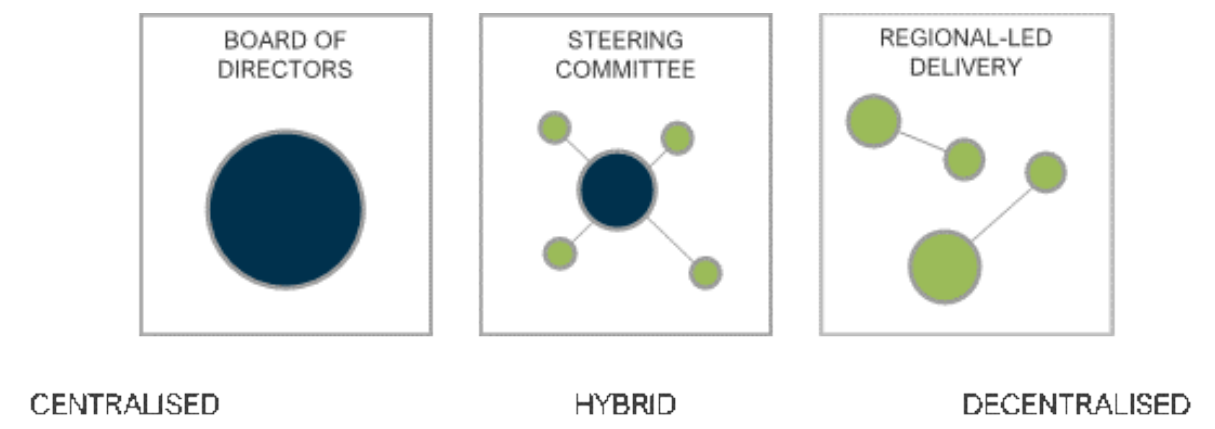 BOARD OF
DIRECTORS
STEERING
COMMITTEE
REGIONAL-LED
DELIVERY
CENTRALISED
HYBRID
DECENTRALISED